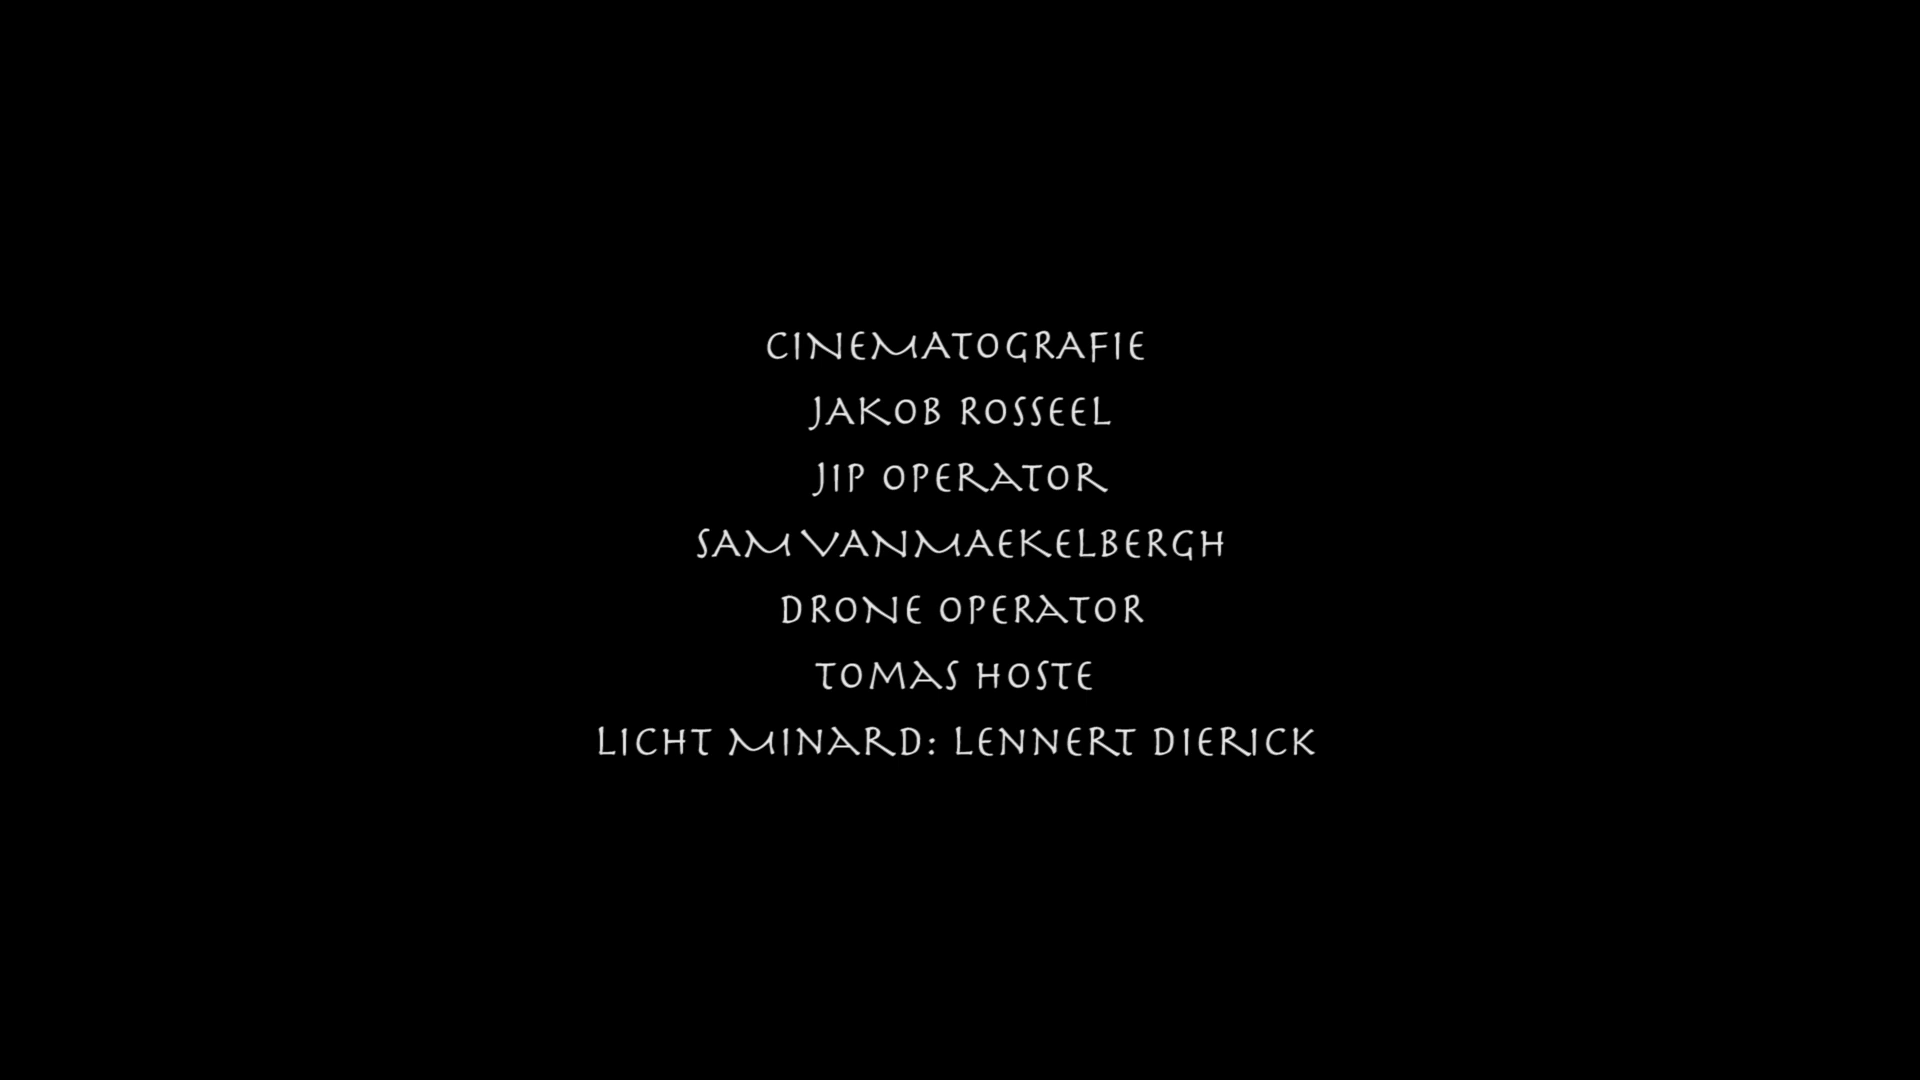 CINEMATOGRAFIE
JAKOB ROSSEEL
JIP OPERATOR
SAM VANMAEKELBERGH
DRONE OPERATOR
TOMAS HOSTE
LICHT MINARD: LENNERT DIERICK